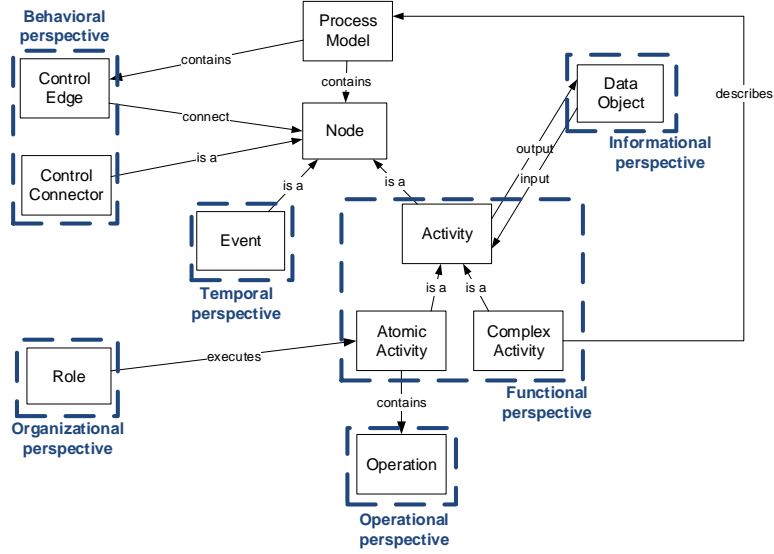 Behavioral
perspective
Process
Model
contains
Control
Edge
contains
Data
Object
describes
connect
Node
output
Informational
perspective
is a
Control
Connector
input
is a
is a
Event
Activity
Temporal
perspective
is a
is a
executes
Atomic
Activity
Complex
Activity
Role
Functional
perspective
contains
Organizational
perspective
Operation
Operational
perspective